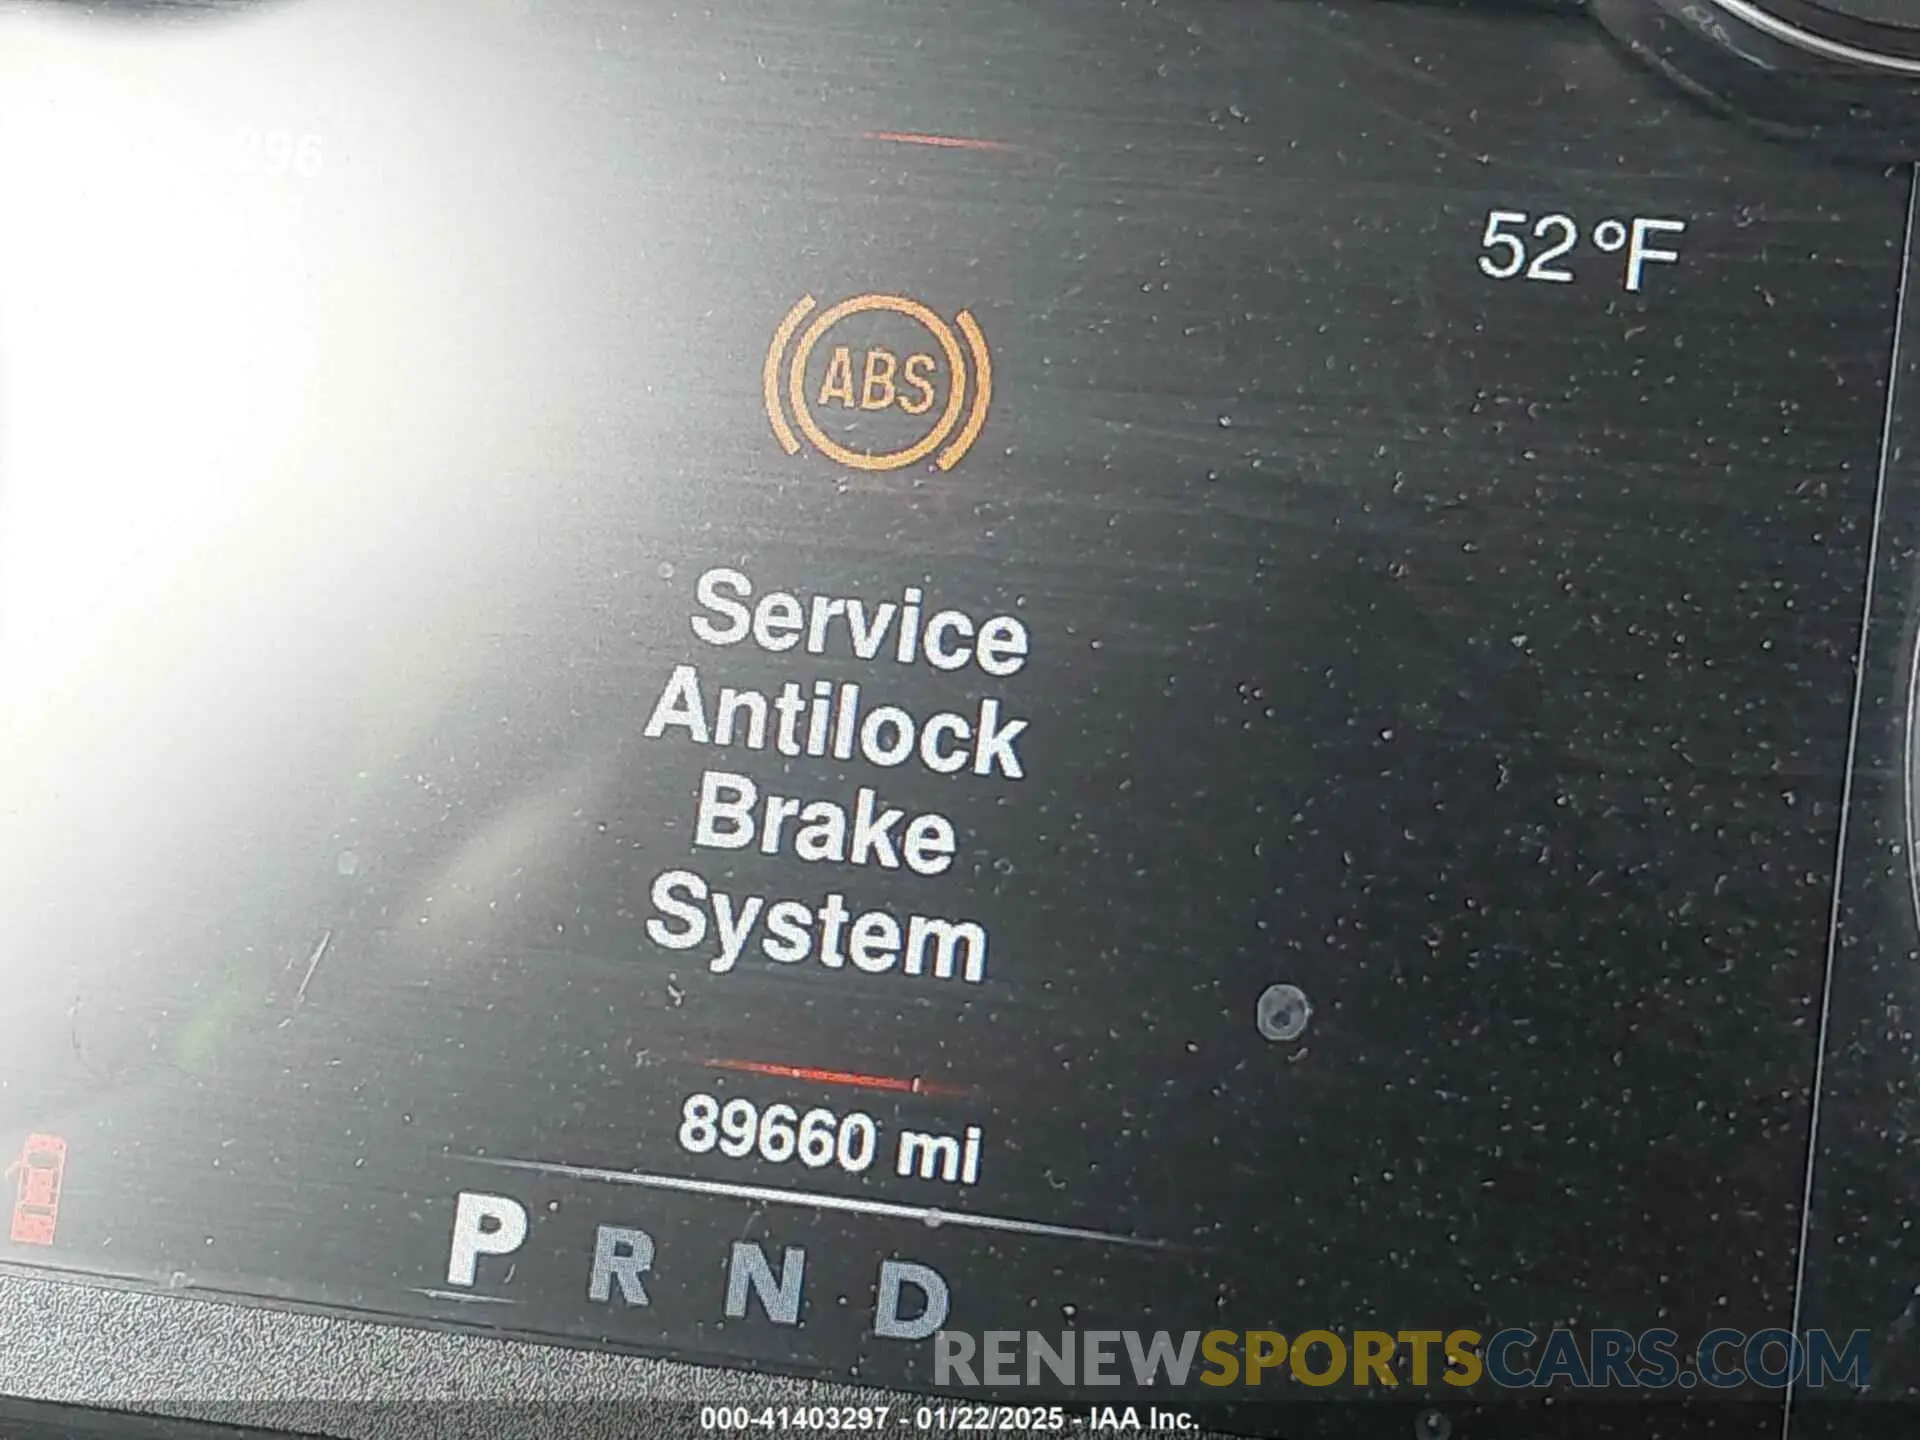 52°F
ABS
Service
Antilock
Brake
System
89660 mi
P R N D
RENEWSPORTSCARS.COM
000-41403297 - 01/22/2025 - IAA Inc.